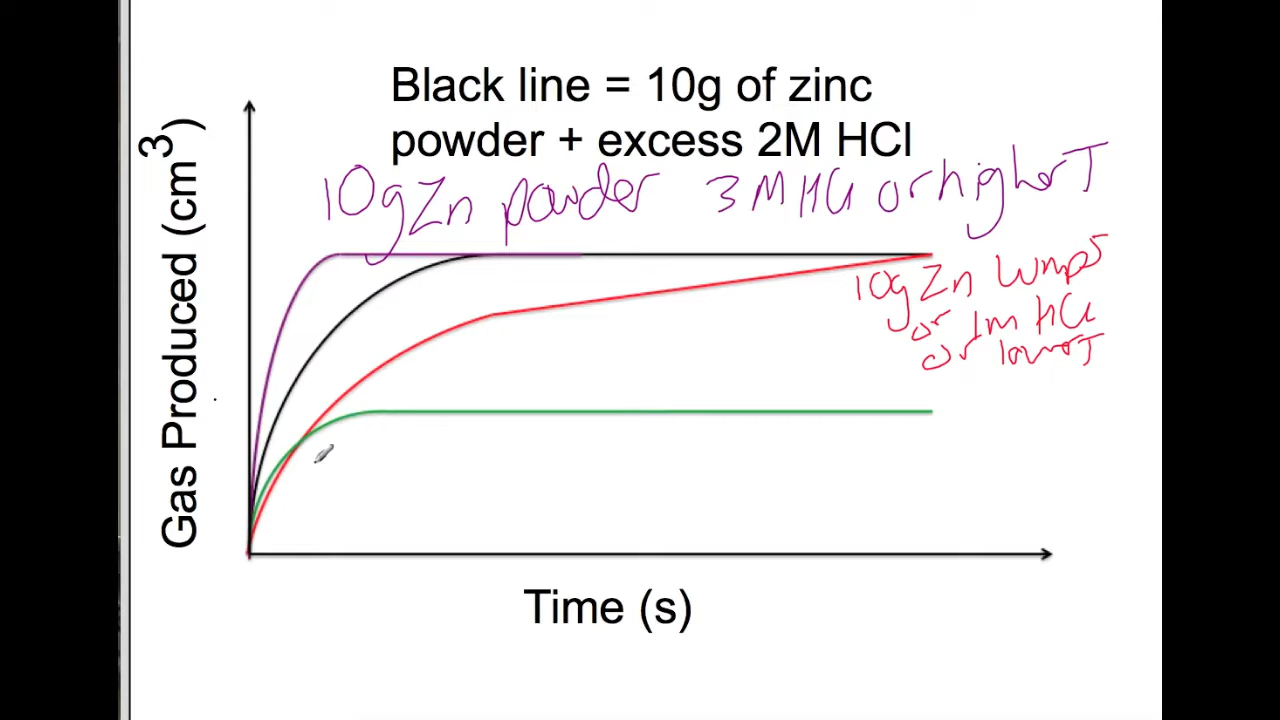 Black line = 10g of zinc
powder + excess 2M HCl
10g Zn powder 3M HCl or higher T
10g Zn lumps
or 1M HCl
or lower T
Gas Produced (cm³)
Time (s)